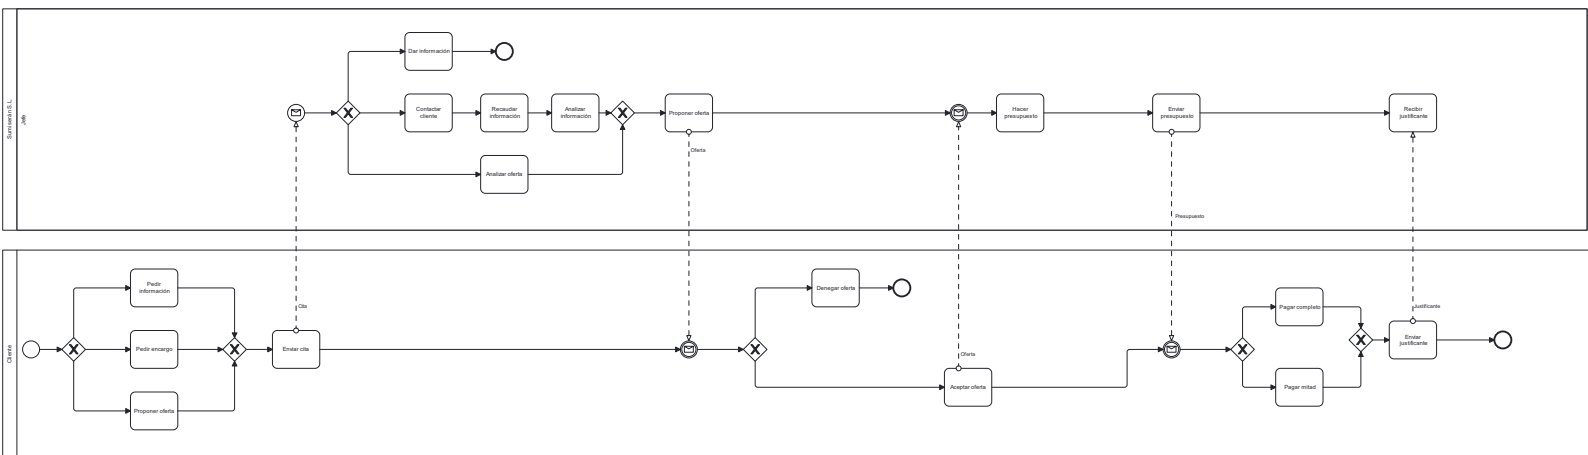 Sumiserán S.L.
Jefe
Dar información
Contactar
cliente
Recaudar
información
Analizar
información
Proponer oferta
Hacer
presupuesto
Enviar
presupuesto
Recibir
justificante
Analizar oferta
Oferta
Presupuesto
Cliente
Pedir
información
Pedir encargo
Proponer oferta
Cita
Enviar cita
Denegar oferta
Oferta
Aceptar oferta
Pagar completo
Pagar mitad
Justificante
Enviar
justificante